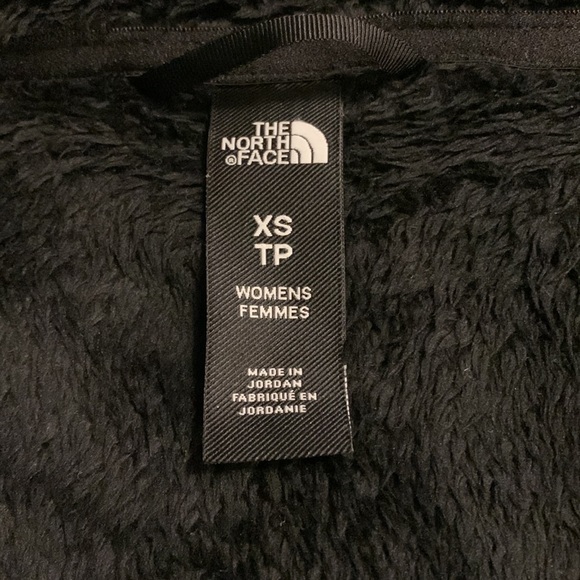 THE
NORTH
®FACE
XS
TP
WOMENS
FEMMES
MADE IN
JORDAN
FABRIQUÉ EN
JORDANIE